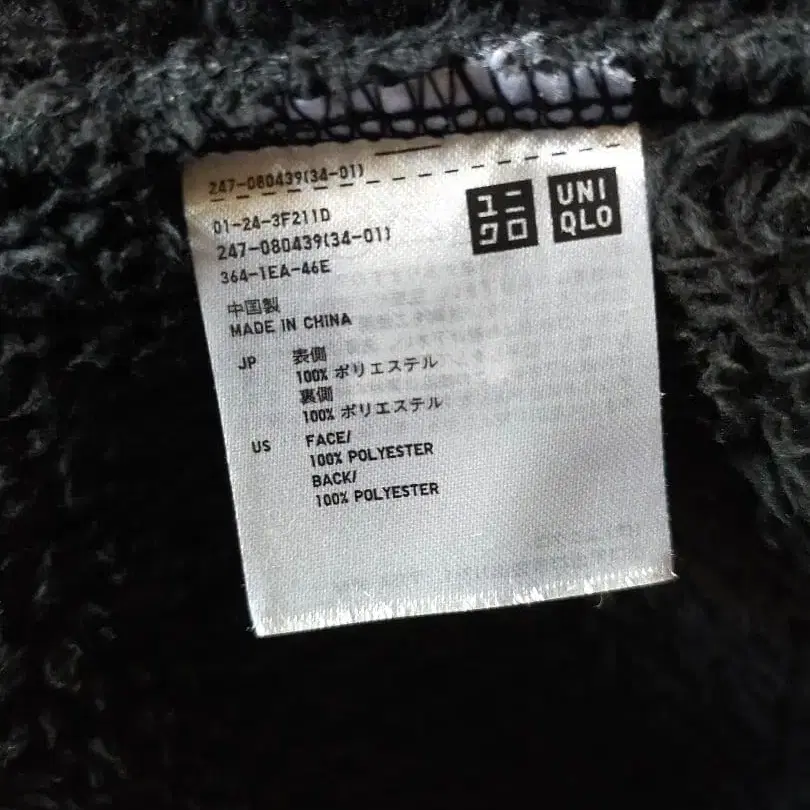 247-080439(34-01)
ユニクロ
UNIQLO
01-24-3F211D
247-080439(34-01)
364-1EA-46E
中国製
MADE IN CHINA
JP 表側
100% ポリエステル
裏側
100% ポリエステル
US FACE/
100% POLYESTER
BACK/
100% POLYESTER